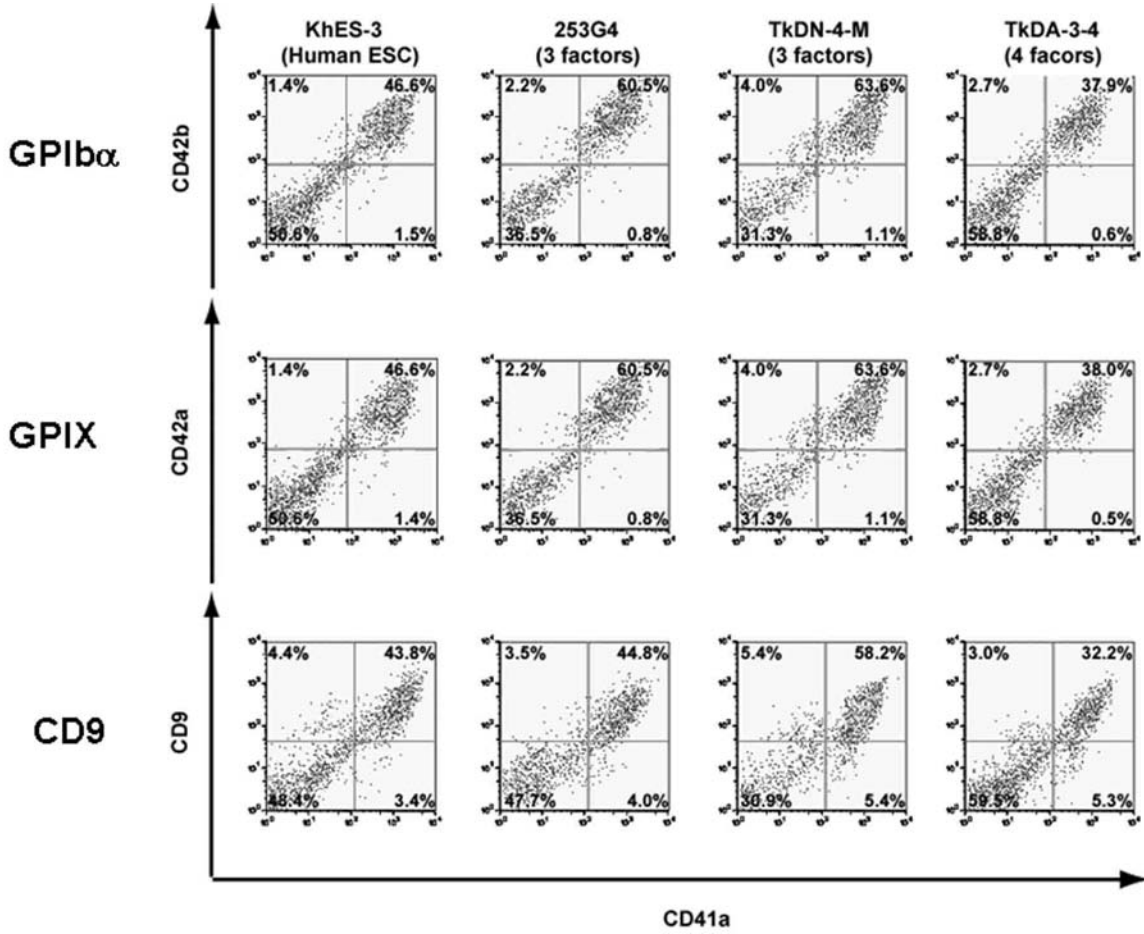 KhES-3 253G4 TkDN-4-M TkDA-3-4
(Human ESC) (3 factors) (3 factors) (4 facors)
GPIbα
CD42b
1.4% 46.6% 2.2% 60.5% 4.0% 63.6% 2.7% 37.9%
50.6% 1.5% 36.5% 0.8% 31.3% 1.1% 58.8% 0.6%
GPIX
CD42a
1.4% 46.6% 2.2% 60.5% 4.0% 63.6% 2.7% 38.0%
50.6% 1.4% 36.5% 0.8% 31.3% 1.1% 58.8% 0.5%
CD9
CD9
4.4% 43.8% 3.5% 44.8% 5.4% 58.2% 3.0% 32.2%
48.4% 3.4% 47.7% 4.0% 30.9% 5.4% 59.5% 5.3%
CD41a